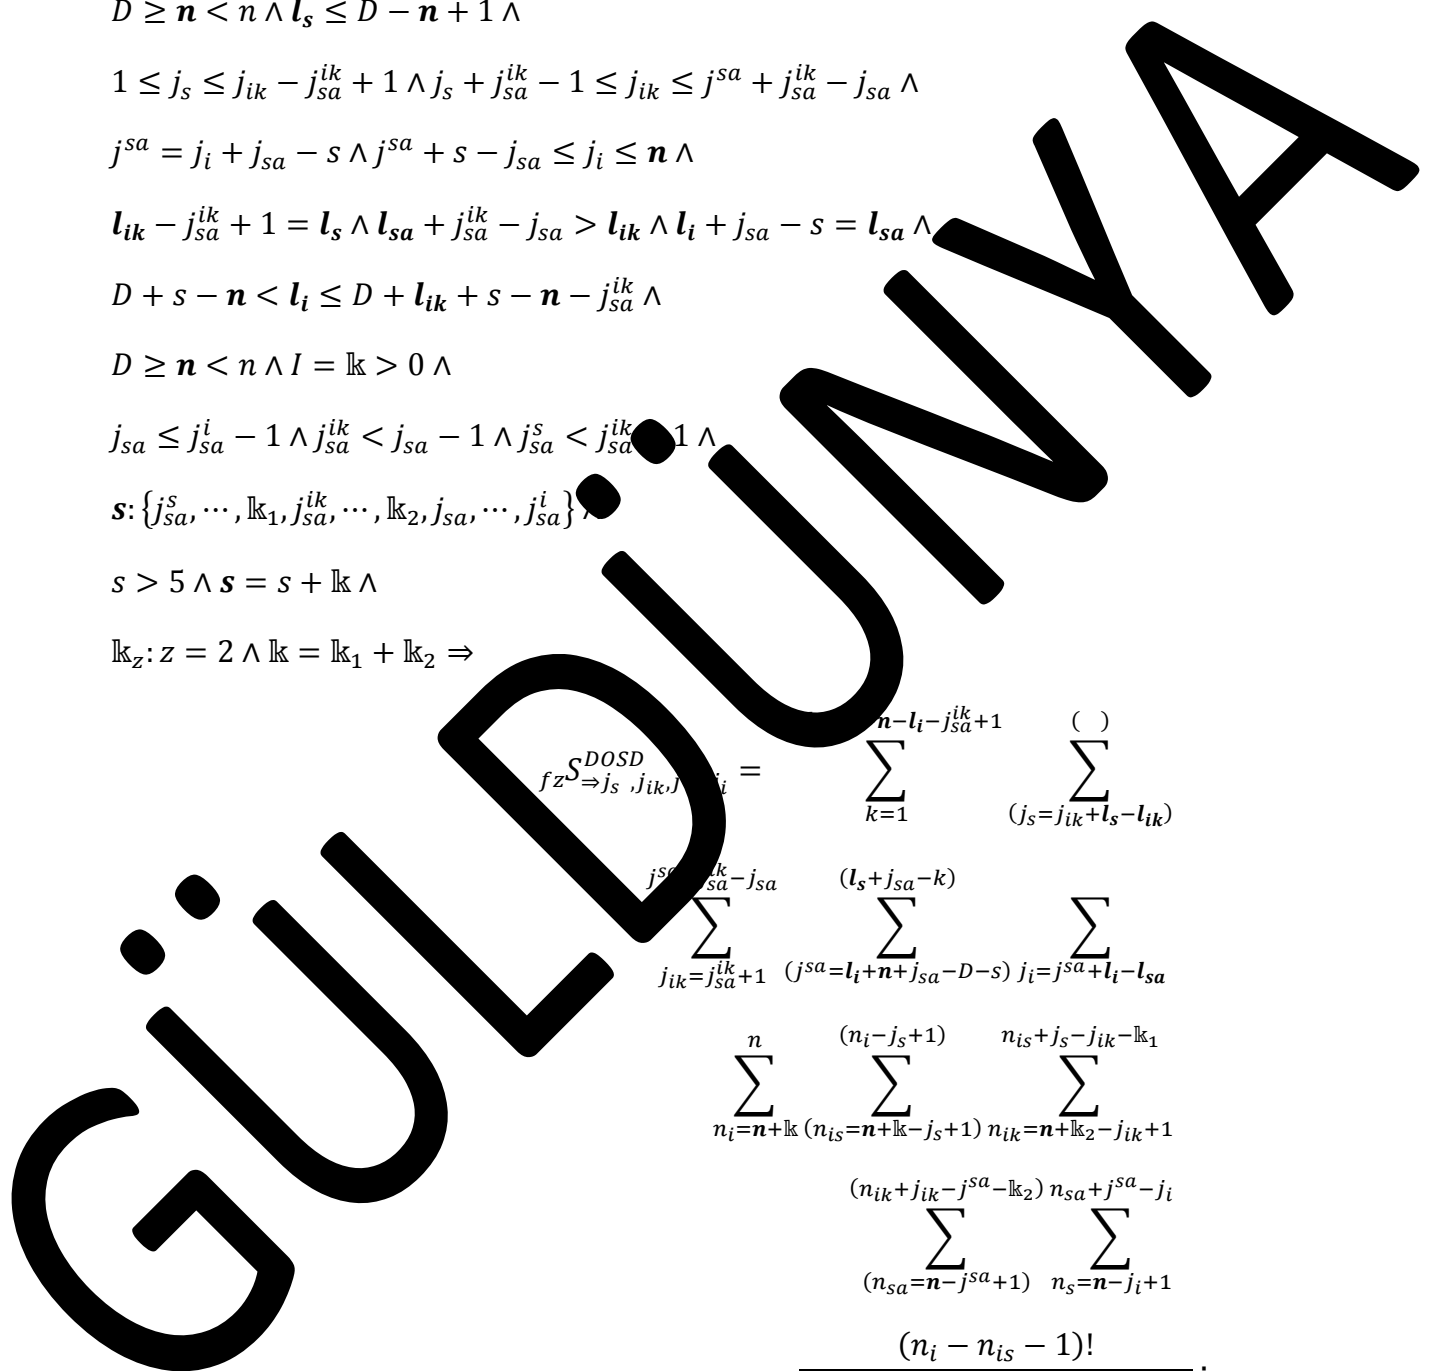 D ≥ n < n ∧ l_s ≤ D − n + 1 ∧
1 ≤ j_s ≤ j_{ik} − j_{sa}^{ik} + 1 ∧ j_s + j_{sa}^{ik} − 1 ≤ j_{ik} ≤ j^{sa} + j_{sa}^{ik} − j_{sa} ∧
j^{sa} = j_i + j_{sa} − s ∧ j^{sa} + s − j_{sa} ≤ j_i ≤ n ∧
l_{ik} − j_{sa}^{ik} + 1 = l_s ∧ l_{sa} + j_{sa}^{ik} − j_{sa} > l_{ik} ∧ l_i + j_{sa} − s = l_{sa} ∧
D + s − n < l_i ≤ D + l_{ik} + s − n − j_{sa}^{ik} ∧
D ≥ n < n ∧ I = 𝕜 > 0 ∧
j_{sa} ≤ j_{sa}^{i} − 1 ∧ j_{sa}^{ik} < j_{sa} − 1 ∧ j_{sa}^{s} < j_{sa}^{ik} 1 ∧
s: {j_{sa}^{s}, ⋯, 𝕜_1, j_{sa}^{ik}, ⋯, 𝕜_2, j_{sa}, ⋯, j_{sa}^{i}}
s > 5 ∧ s = s + 𝕜 ∧
𝕜_z: z = 2 ∧ 𝕜 = 𝕜_1 + 𝕜_2 ⇒
n−l_i−j_{sa}^{ik}+1 ( )
fz S^{DOSD}_{⇒j_s ,j_{ik}, i} = ∑ ∑
k=1 (j_s=j_{ik}+l_s−l_{ik})
−j_{sa} (l_s+j_{sa}−k)
∑ ∑ ∑
j_{ik}=j_{sa}^{ik}+1 (j^{sa}=l_i+n+j_{sa}−D−s) j_i=j^{sa}+l_i−l_{sa}
n (n_i−j_s+1) n_{is}+j_s−j_{ik}−𝕜_1
∑ ∑ ∑
n_i=n+𝕜 (n_{is}=n+𝕜−j_s+1) n_{ik}=n+𝕜_2−j_{ik}+1
(n_{ik}+j_{ik}−j^{sa}−𝕜_2) n_{sa}+j^{sa}−j_i
∑ ∑
(n_{sa}=n−j^{sa}+1) n_s=n−j_i+1
(n_i − n_{is} − 1)!
GÜLDÜNYA